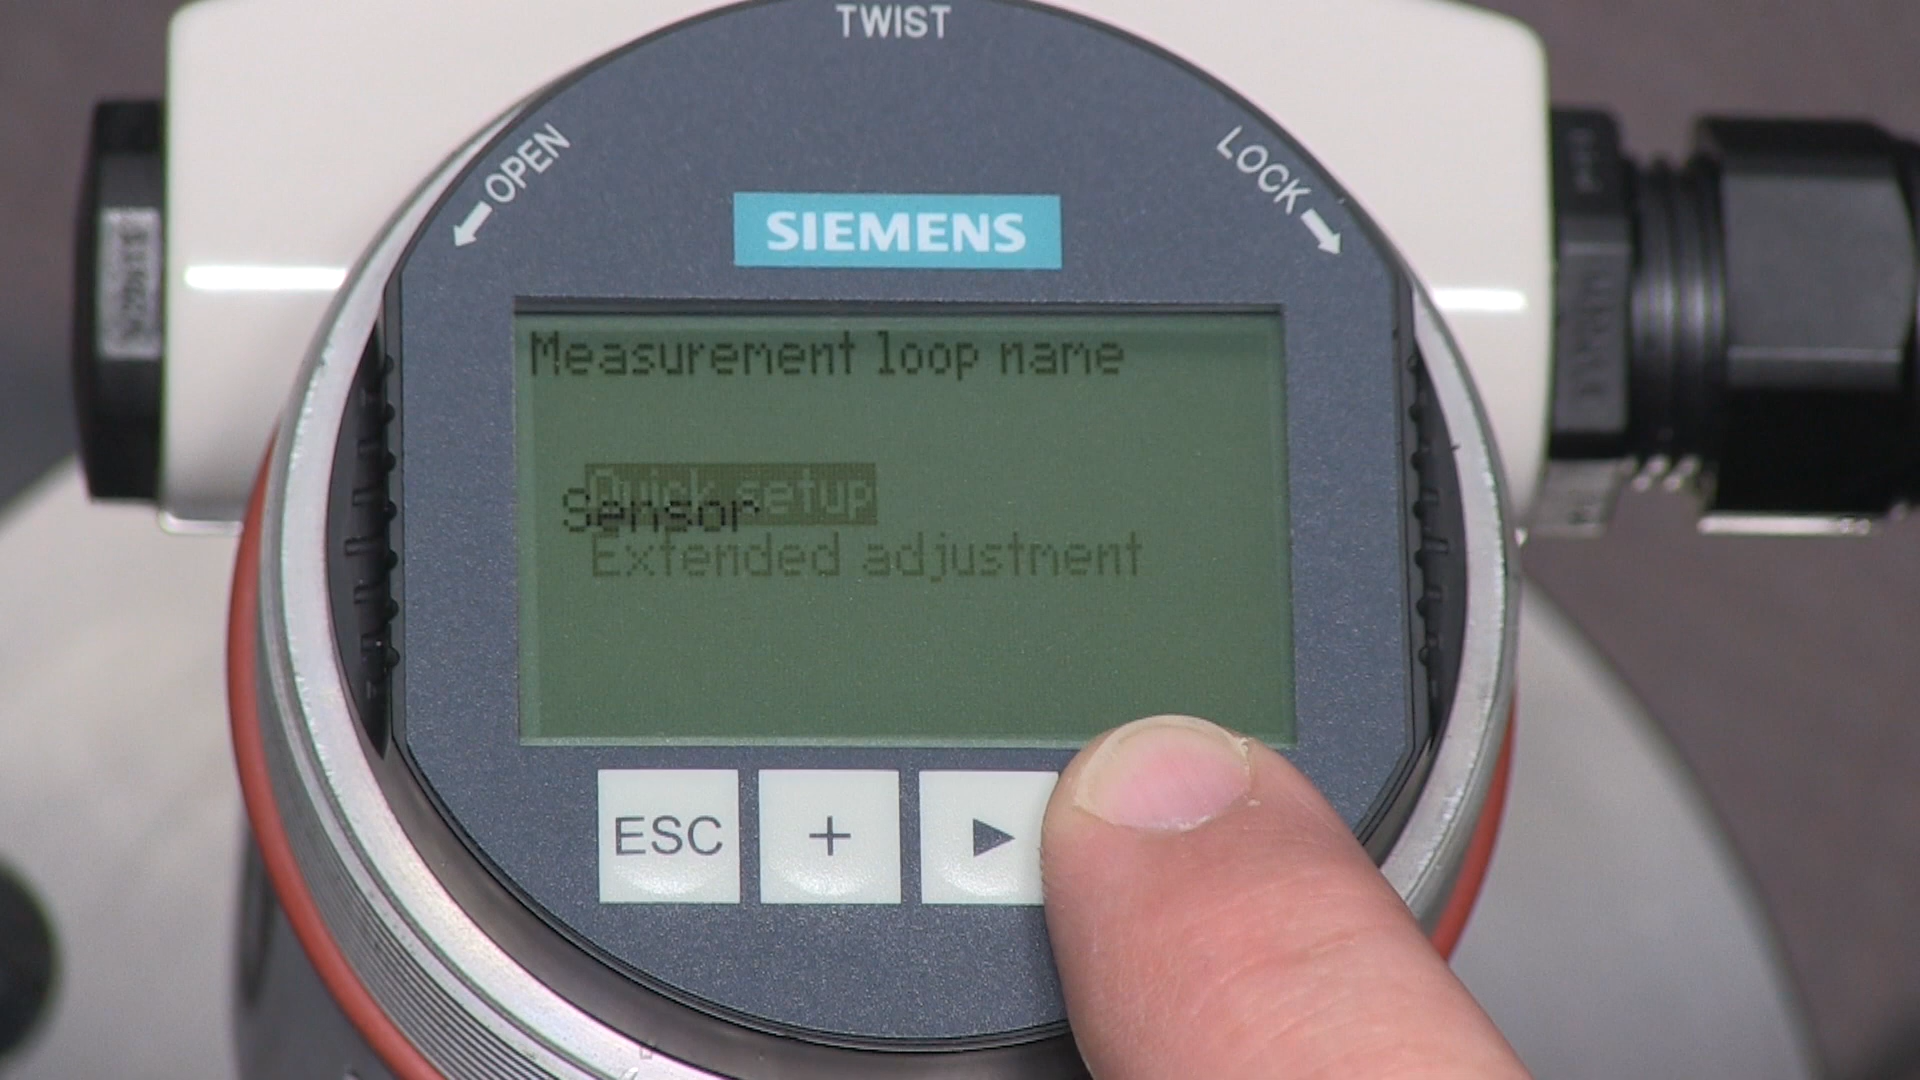 TWIST
OPEN
LOCK
SIEMENS
Measurement loop name
Quick setup
Sensor
Extended adjustment
ESC
+